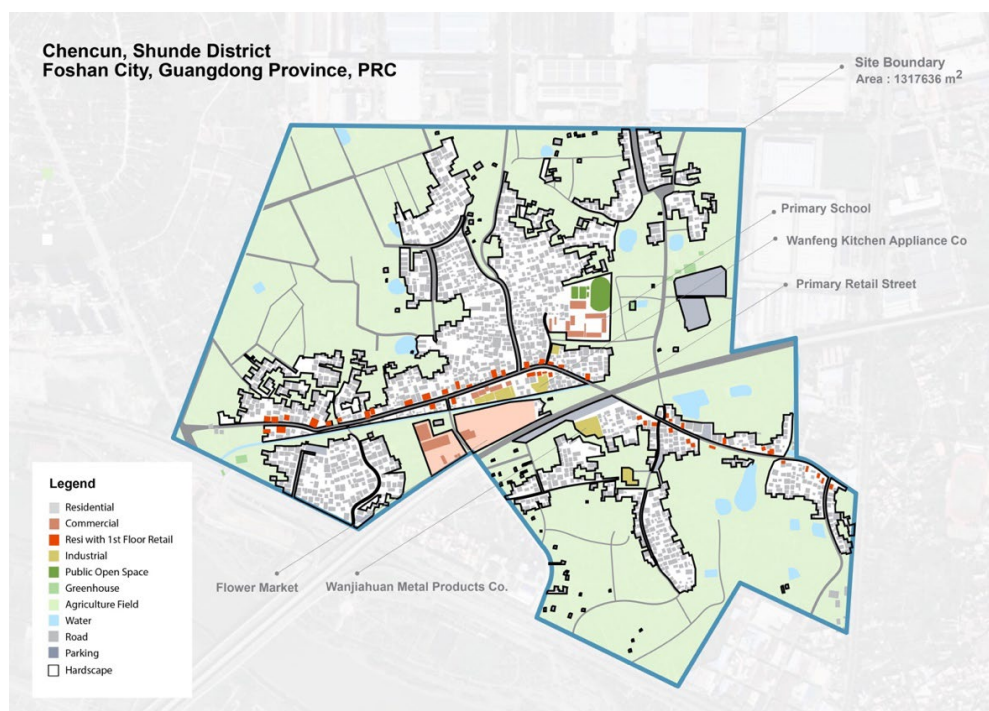 Chencun, Shunde District
Foshan City, Guangdong Province, PRC
Site Boundary
Area : 1317636 m2
Primary School
Wanfeng Kitchen Appliance Co
Primary Retail Street
Flower Market
Wanjiahuan Metal Products Co.
Legend
Residential
Commercial
Resi with 1st Floor Retail
Industrial
Public Open Space
Greenhouse
Agriculture Field
Water
Road
Parking
Hardscape